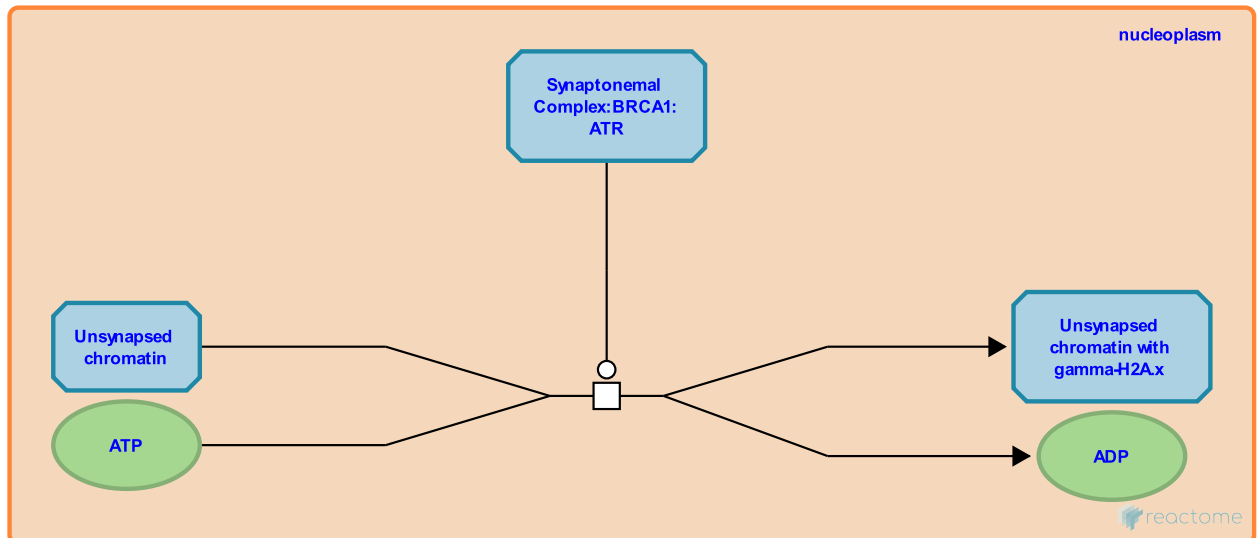 nucleoplasm
Synaptonemal
Complex:BRCA1:
ATR
Unsynapsed
chromatin
ATP
Unsynapsed
chromatin with
gamma-H2A.x
ADP
reactome